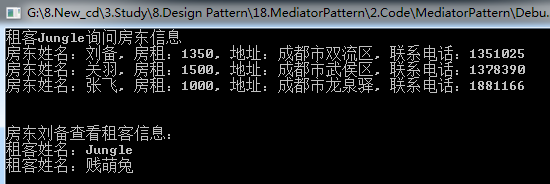 G:\8.New_cd\3.Study\8.Design Pattern\18.MediatorPattern\2.Code\MediatorPattern\Debu
租客Jungle询问房东信息
房东姓名：刘备，房租：1350，地址：成都市双流区，联系电话：1351025
房东姓名：关羽，房租：1500，地址：成都市武侯区，联系电话：1378390
房东姓名：张飞，房租：1000，地址：成都市龙泉驿，联系电话：1881166
房东刘备查看租客信息：
租客姓名：Jungle
租客姓名：贱萌兔